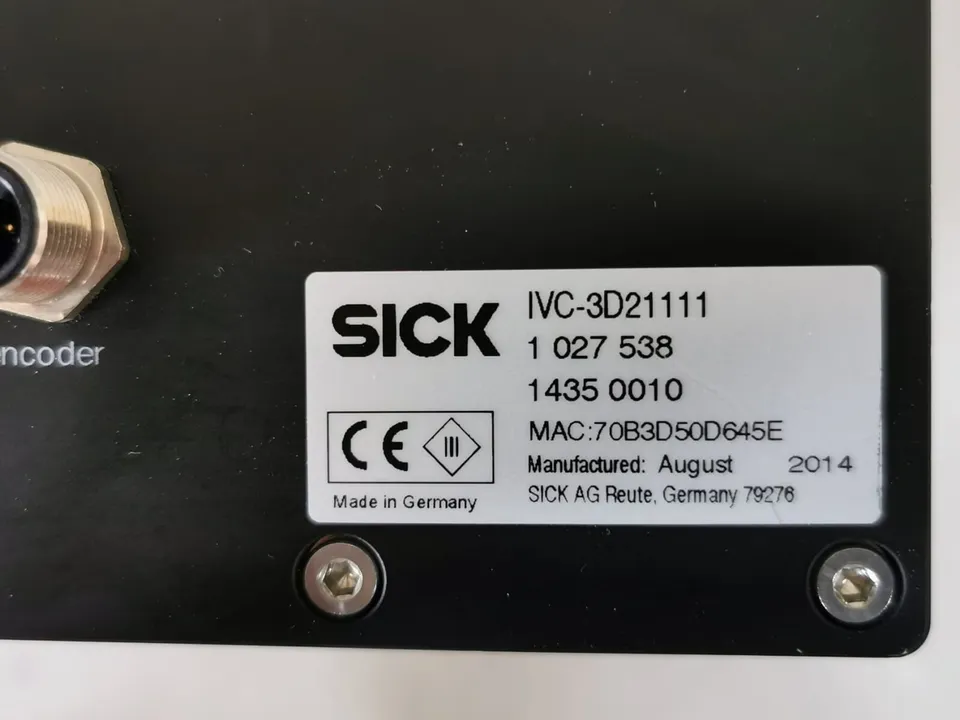 ncoder
SICK
IVC-3D21111
1 027 538
1435 0010
MAC:70B3D50D645E
Manufactured: August 2014
SICK AG Reute, Germany 79276
CE
III
Made in Germany